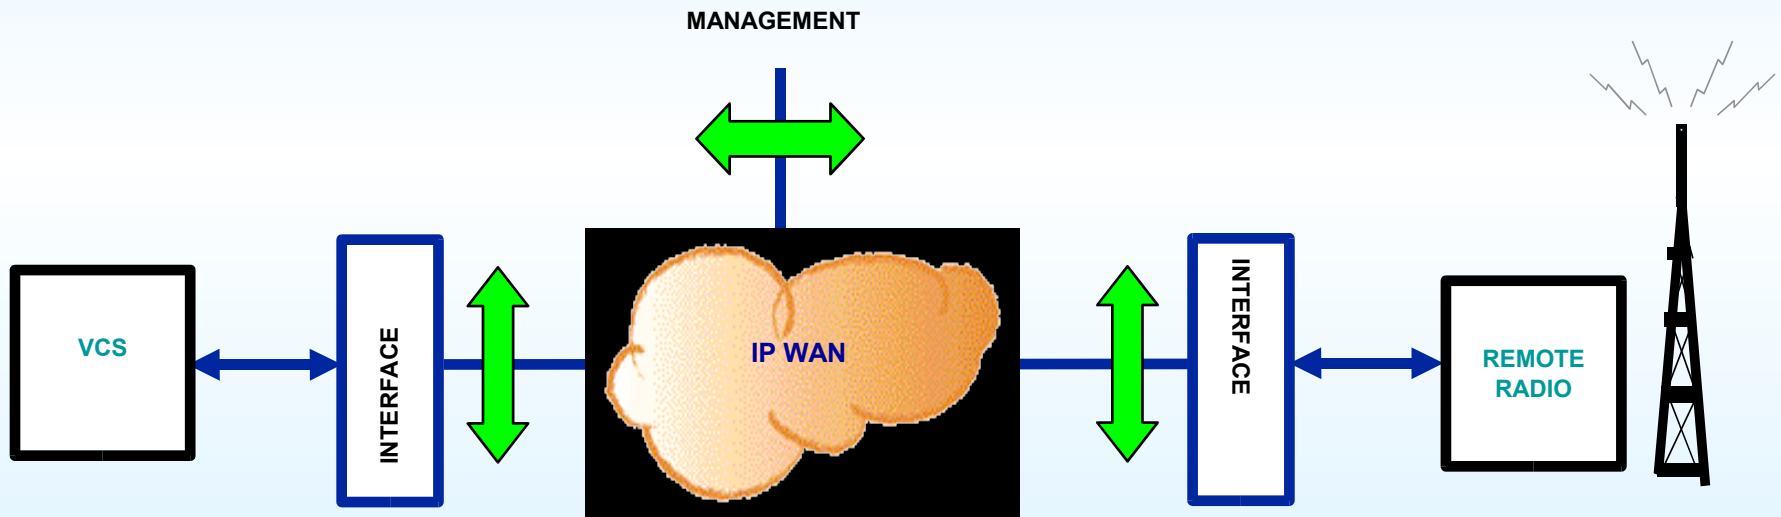 MANAGEMENT
VCS
INTERFACE
IP WAN
INTERFACE
REMOTE
RADIO